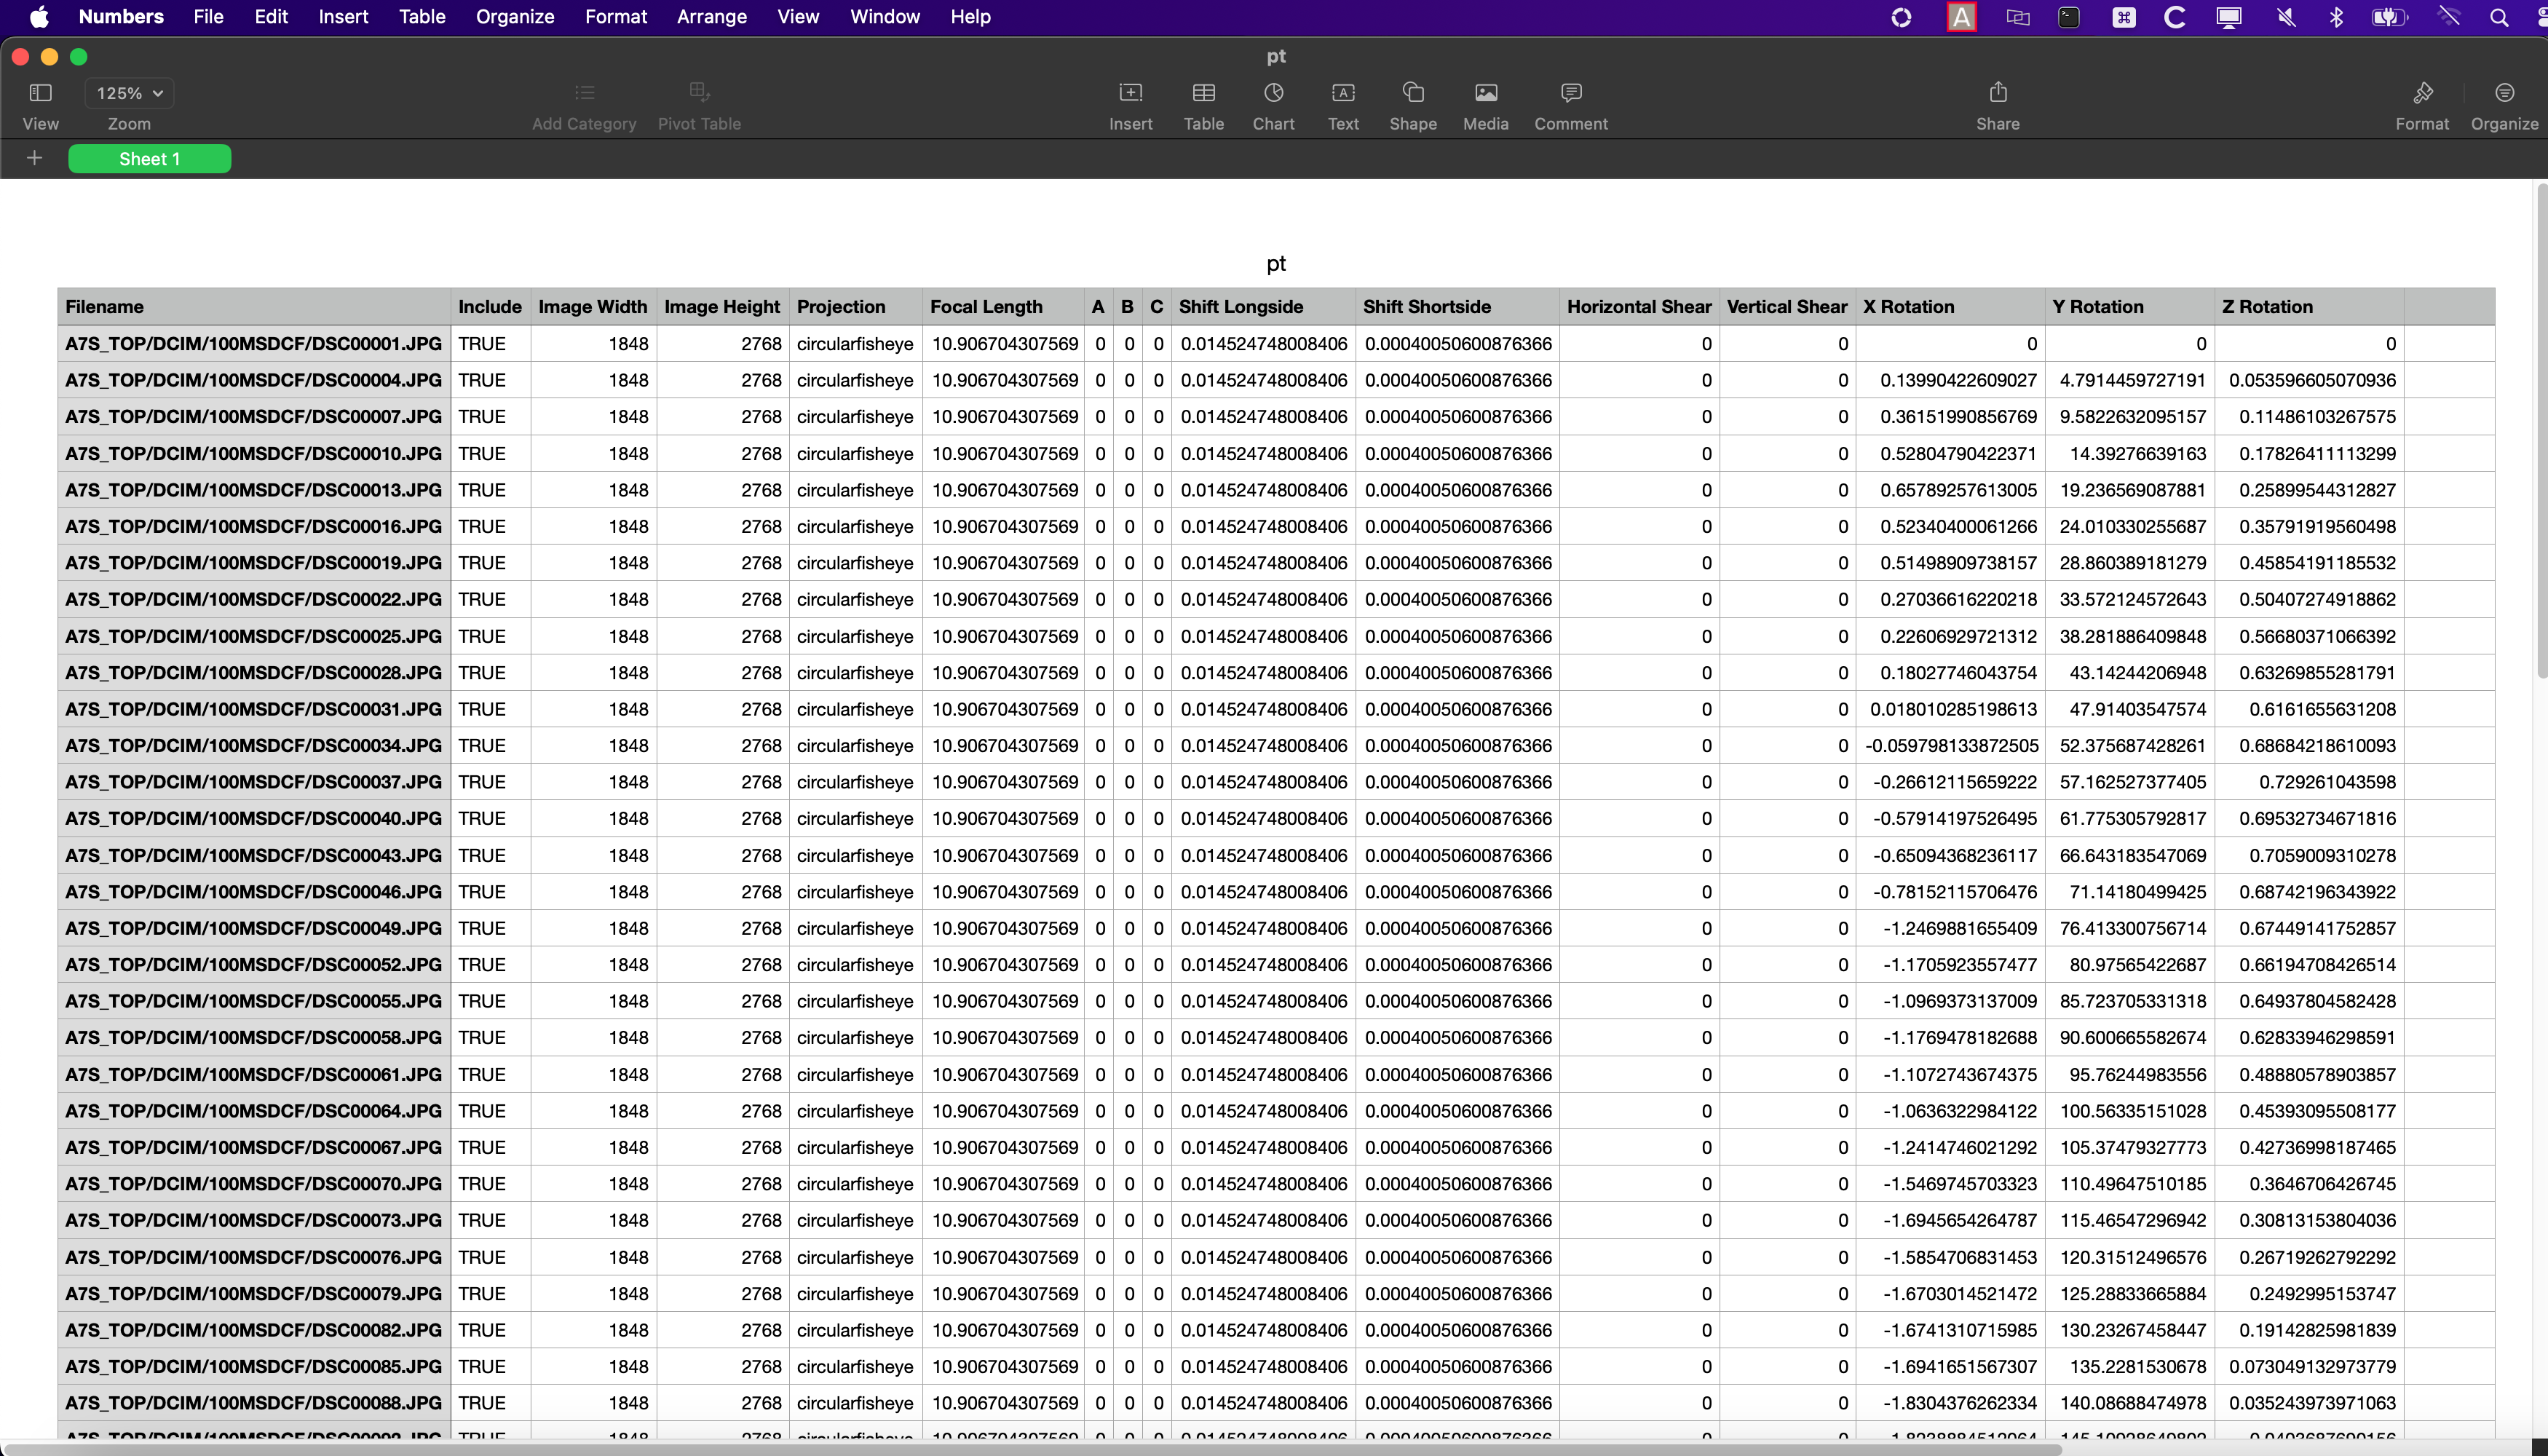 Numbers File Edit Insert Table Organize Format Arrange View Window Help
pt
125%
View Zoom Add Category Pivot Table Insert Table Chart Text Shape Media Comment Share Format Organize
Sheet 1
pt
Filename Include Image Width Image Height Projection Focal Length A B C Shift Longside Shift Shortside Horizontal Shear Vertical Shear X Rotation Y Rotation Z Rotation
A7S_TOP/DCIM/100MSDCF/DSC00001.JPG TRUE 1848 2768 circularfisheye 10.906704307569 0 0 0 0.014524748008406 0.00040050600876366 0 0 0 0 0
A7S_TOP/DCIM/100MSDCF/DSC00004.JPG TRUE 1848 2768 circularfisheye 10.906704307569 0 0 0 0.014524748008406 0.00040050600876366 0 0 0.13990422609027 4.7914459727191 0.053596605070936
A7S_TOP/DCIM/100MSDCF/DSC00007.JPG TRUE 1848 2768 circularfisheye 10.906704307569 0 0 0 0.014524748008406 0.00040050600876366 0 0 0.36151990856769 9.5822632095157 0.11486103267575
A7S_TOP/DCIM/100MSDCF/DSC00010.JPG TRUE 1848 2768 circularfisheye 10.906704307569 0 0 0 0.014524748008406 0.00040050600876366 0 0 0.52804790422371 14.39276639163 0.17826411113299
A7S_TOP/DCIM/100MSDCF/DSC00013.JPG TRUE 1848 2768 circularfisheye 10.906704307569 0 0 0 0.014524748008406 0.00040050600876366 0 0 0.65789257613005 19.236569087881 0.25899544312827
A7S_TOP/DCIM/100MSDCF/DSC00016.JPG TRUE 1848 2768 circularfisheye 10.906704307569 0 0 0 0.014524748008406 0.00040050600876366 0 0 0.52340400061266 24.010330255687 0.35791919560498
A7S_TOP/DCIM/100MSDCF/DSC00019.JPG TRUE 1848 2768 circularfisheye 10.906704307569 0 0 0 0.014524748008406 0.00040050600876366 0 0 0.51498909738157 28.860389181279 0.45854191185532
A7S_TOP/DCIM/100MSDCF/DSC00022.JPG TRUE 1848 2768 circularfisheye 10.906704307569 0 0 0 0.014524748008406 0.00040050600876366 0 0 0.27036616220218 33.572124572643 0.50407274918862
A7S_TOP/DCIM/100MSDCF/DSC00025.JPG TRUE 1848 2768 circularfisheye 10.906704307569 0 0 0 0.014524748008406 0.00040050600876366 0 0 0.22606929721312 38.281886409848 0.56680371066392
A7S_TOP/DCIM/100MSDCF/DSC00028.JPG TRUE 1848 2768 circularfisheye 10.906704307569 0 0 0 0.014524748008406 0.00040050600876366 0 0 0.18027746043754 43.14244206948 0.63269855281791
A7S_TOP/DCIM/100MSDCF/DSC00031.JPG TRUE 1848 2768 circularfisheye 10.906704307569 0 0 0 0.014524748008406 0.00040050600876366 0 0 0.018010285198613 47.91403547574 0.6161655631208
A7S_TOP/DCIM/100MSDCF/DSC00034.JPG TRUE 1848 2768 circularfisheye 10.906704307569 0 0 0 0.014524748008406 0.00040050600876366 0 0 -0.059798133872505 52.375687428261 0.68684218610093
A7S_TOP/DCIM/100MSDCF/DSC00037.JPG TRUE 1848 2768 circularfisheye 10.906704307569 0 0 0 0.014524748008406 0.00040050600876366 0 0 -0.26612115659222 57.162527377405 0.729261043598
A7S_TOP/DCIM/100MSDCF/DSC00040.JPG TRUE 1848 2768 circularfisheye 10.906704307569 0 0 0 0.014524748008406 0.00040050600876366 0 0 -0.57914197526495 61.775305792817 0.69532734671816
A7S_TOP/DCIM/100MSDCF/DSC00043.JPG TRUE 1848 2768 circularfisheye 10.906704307569 0 0 0 0.014524748008406 0.00040050600876366 0 0 -0.65094368236117 66.643183547069 0.7059009310278
A7S_TOP/DCIM/100MSDCF/DSC00046.JPG TRUE 1848 2768 circularfisheye 10.906704307569 0 0 0 0.014524748008406 0.00040050600876366 0 0 -0.78152115706476 71.14180499425 0.68742196343922
A7S_TOP/DCIM/100MSDCF/DSC00049.JPG TRUE 1848 2768 circularfisheye 10.906704307569 0 0 0 0.014524748008406 0.00040050600876366 0 0 -1.2469881655409 76.413300756714 0.67449141752857
A7S_TOP/DCIM/100MSDCF/DSC00052.JPG TRUE 1848 2768 circularfisheye 10.906704307569 0 0 0 0.014524748008406 0.00040050600876366 0 0 -1.1705923557477 80.97565422687 0.66194708426514
A7S_TOP/DCIM/100MSDCF/DSC00055.JPG TRUE 1848 2768 circularfisheye 10.906704307569 0 0 0 0.014524748008406 0.00040050600876366 0 0 -1.0969373137009 85.723705331318 0.64937804582428
A7S_TOP/DCIM/100MSDCF/DSC00058.JPG TRUE 1848 2768 circularfisheye 10.906704307569 0 0 0 0.014524748008406 0.00040050600876366 0 0 -1.1769478182688 90.600665582674 0.62833946298591
A7S_TOP/DCIM/100MSDCF/DSC00061.JPG TRUE 1848 2768 circularfisheye 10.906704307569 0 0 0 0.014524748008406 0.00040050600876366 0 0 -1.1072743674375 95.76244983556 0.48880578903857
A7S_TOP/DCIM/100MSDCF/DSC00064.JPG TRUE 1848 2768 circularfisheye 10.906704307569 0 0 0 0.014524748008406 0.00040050600876366 0 0 -1.0636322984122 100.56335151028 0.45393095508177
A7S_TOP/DCIM/100MSDCF/DSC00067.JPG TRUE 1848 2768 circularfisheye 10.906704307569 0 0 0 0.014524748008406 0.00040050600876366 0 0 -1.2414746021292 105.37479327773 0.42736998187465
A7S_TOP/DCIM/100MSDCF/DSC00070.JPG TRUE 1848 2768 circularfisheye 10.906704307569 0 0 0 0.014524748008406 0.00040050600876366 0 0 -1.5469745703323 110.49647510185 0.3646706426745
A7S_TOP/DCIM/100MSDCF/DSC00073.JPG TRUE 1848 2768 circularfisheye 10.906704307569 0 0 0 0.014524748008406 0.00040050600876366 0 0 -1.6945654264787 115.46547296942 0.30813153804036
A7S_TOP/DCIM/100MSDCF/DSC00076.JPG TRUE 1848 2768 circularfisheye 10.906704307569 0 0 0 0.014524748008406 0.00040050600876366 0 0 -1.5854706831453 120.31512496576 0.26719262792292
A7S_TOP/DCIM/100MSDCF/DSC00079.JPG TRUE 1848 2768 circularfisheye 10.906704307569 0 0 0 0.014524748008406 0.00040050600876366 0 0 -1.6703014521472 125.28833665884 0.2492995153747
A7S_TOP/DCIM/100MSDCF/DSC00082.JPG TRUE 1848 2768 circularfisheye 10.906704307569 0 0 0 0.014524748008406 0.00040050600876366 0 0 -1.6741310715985 130.23267458447 0.19142825981839
A7S_TOP/DCIM/100MSDCF/DSC00085.JPG TRUE 1848 2768 circularfisheye 10.906704307569 0 0 0 0.014524748008406 0.00040050600876366 0 0 -1.6941651567307 135.2281530678 0.073049132973779
A7S_TOP/DCIM/100MSDCF/DSC00088.JPG TRUE 1848 2768 circularfisheye 10.906704307569 0 0 0 0.014524748008406 0.00040050600876366 0 0 -1.8304376262334 140.08688474978 0.035243973971063